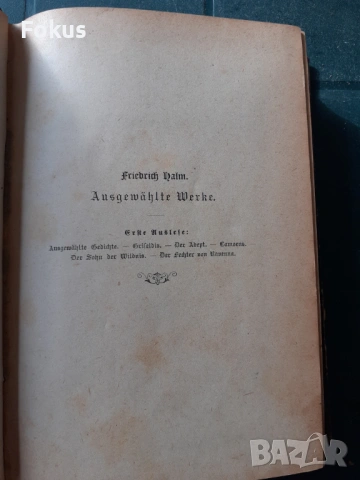 Fokus
Friedrich Halm.
Ausgewählte Werke.
Erste Auslese:
Ausgewählte Gedichte. — Griseldis. — Der Adept. — Camoens.
Der Sohn der Wildnis. — Der Fechter von Ravenna.
BAZAR
bg